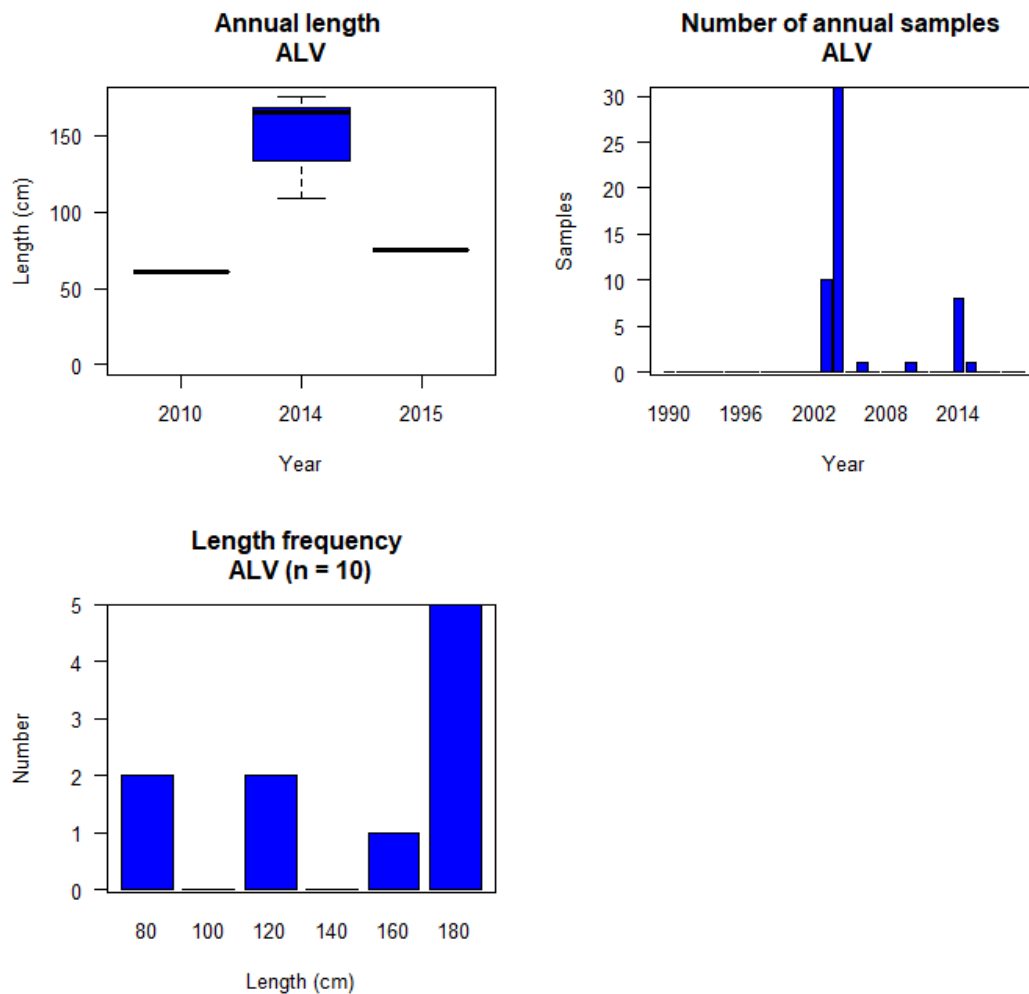 Annual length
ALV
Length (cm)
150
100
50
0
2010 2014 2015
Year
Number of annual samples
ALV
Samples
30
25
20
15
10
5
0
1990 1996 2002 2008 2014
Year
Length frequency
ALV (n = 10)
Number
5
4
3
2
1
0
80 100 120 140 160 180
Length (cm)